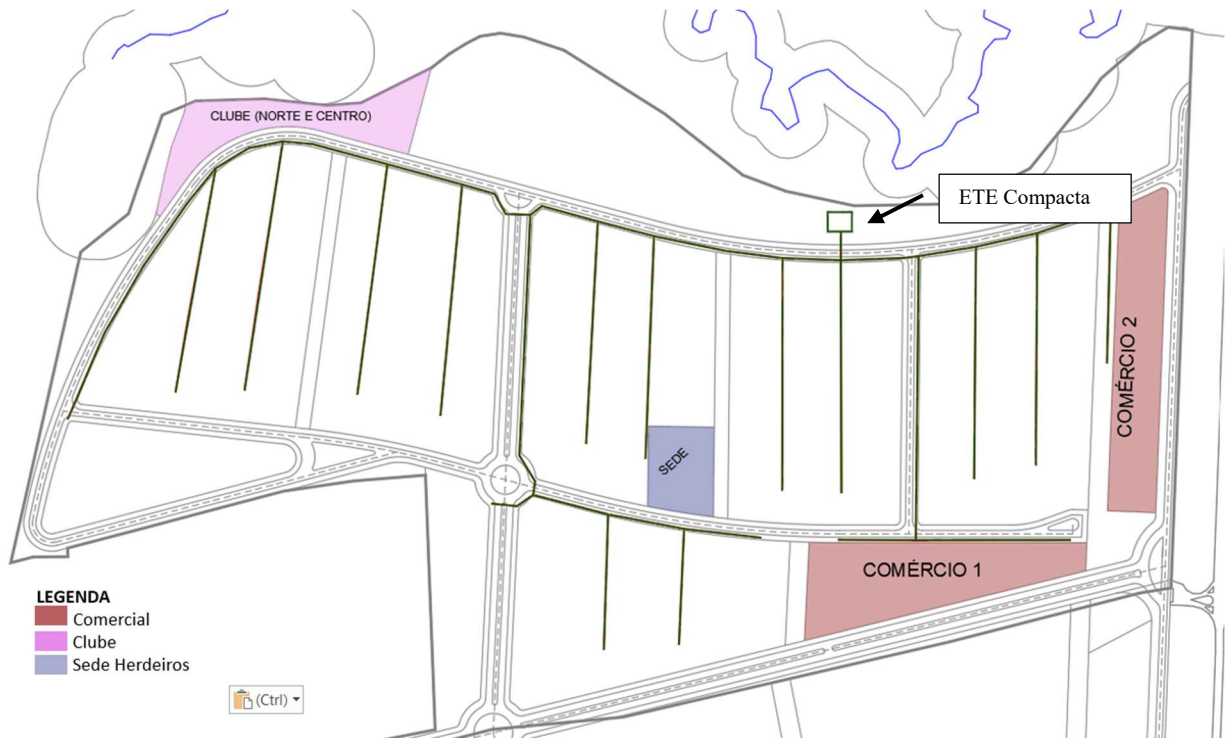 CLUBE (NORTE E CENTRO)
ETE Compacta
COMÉRCIO 2
SEDE
COMÉRCIO 1
LEGENDA
Comercial
Clube
Sede Herdeiros
(Ctrl)